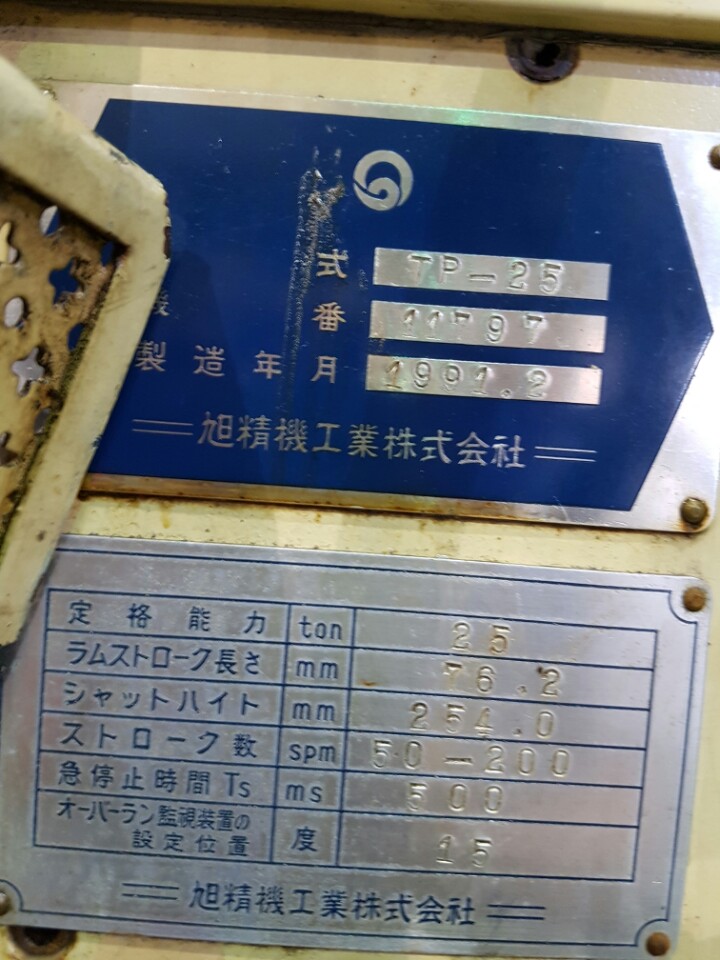 式 TP-25
機 番 11797
製造年月 1991.2
旭精機工業株式会社
定格能力 ton 25
ラムストローク長さ mm 76.2
シャットハイト mm 254.0
ストローク数 spm 50-200
急停止時間Ts ms 500
オーバーラン監視装置の
設定位置 度 15
旭精機工業株式会社